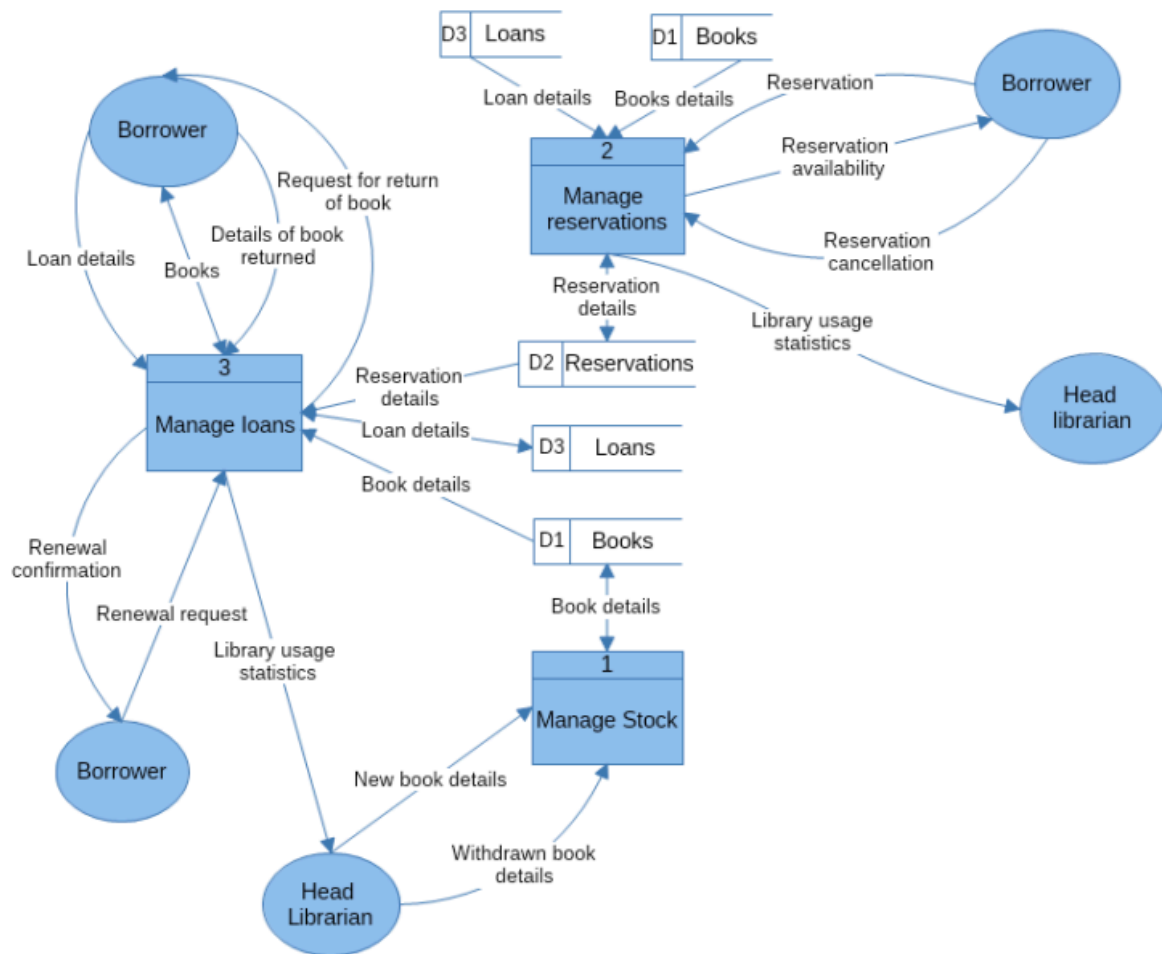 D3 Loans
D1 Books
Loan details
Books details
Reservation
Borrower
Borrower
2
Manage
reservations
Reservation
availability
Request for return
of book
Details of book
returned
Loan details
Books
Reservation
cancellation
Reservation
details
Library usage
statistics
D2 Reservations
3
Manage loans
Reservation
details
Loan details
D3 Loans
Head
librarian
Book details
D1 Books
Renewal
confirmation
Renewal request
Book details
Library usage
statistics
1
Manage Stock
Borrower
New book details
Withdrawn book
details
Head
Librarian